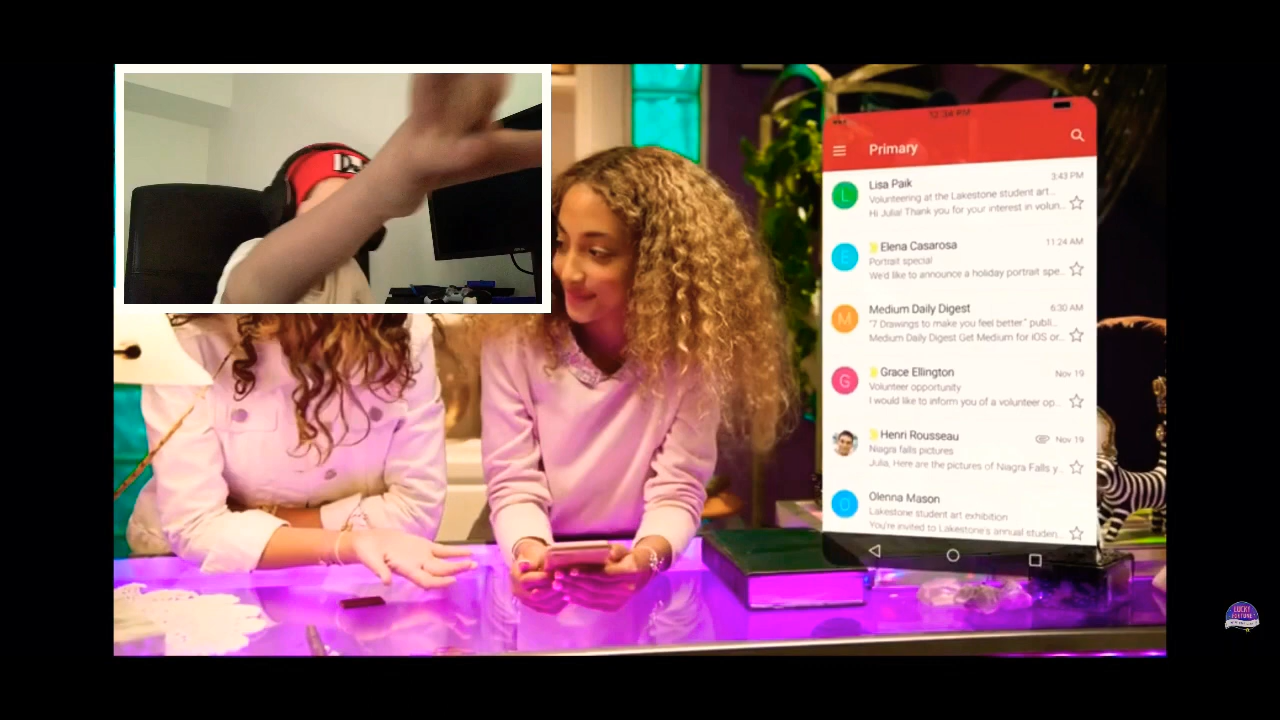 12:34 PM
Primary
Lisa Paik
3:43 PM
Volunteering at the Lakestone student art...
Hi Julia! Thank you for your interest in volun...
Elena Casarosa
11:24 AM
Portrait special
We'd like to announce a holiday portrait spe...
Medium Daily Digest
6:30 AM
"7 Drawings to make you feel better" publi...
Medium Daily Digest Get Medium for iOS or...
Grace Ellington
Nov 19
Volunteer opportunity
I would like to inform you of a volunteer op...
Henri Rousseau
Nov 19
Niagra falls pictures
Julia, Here are the pictures of Niagra Falls y...
Olenna Mason
Lakestone student art exhibition
You're invited to Lakestone's annual studen...
L
E
M
G
O
LUCKY
FORTUNE